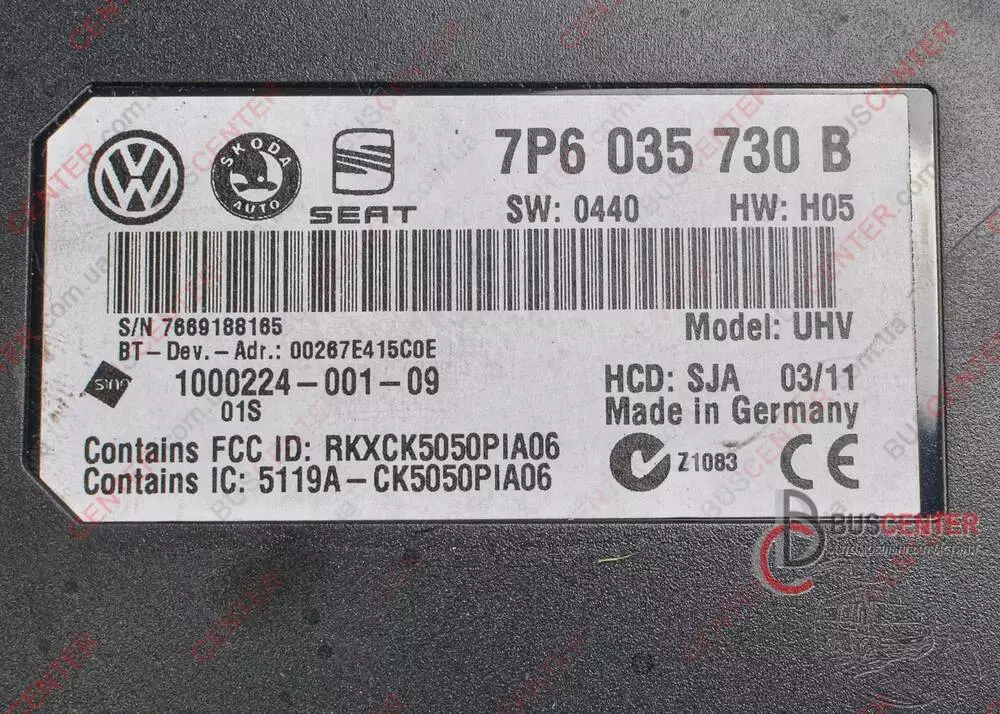 SKODA
AUTO
SEAT
7P6 035 730 B
SW: 0440 HW: H05
S/N 7669188165
Model: UHV
BT-Dev.-Adr.: 00267E415C0E
1000224-001-09
01S
HCD: SJA 03/11
Made in Germany
Contains FCC ID: RKXCK5050PIA06
Contains IC: 5119A-CK5050PIA06
Z1083
CE
BUSCENTER